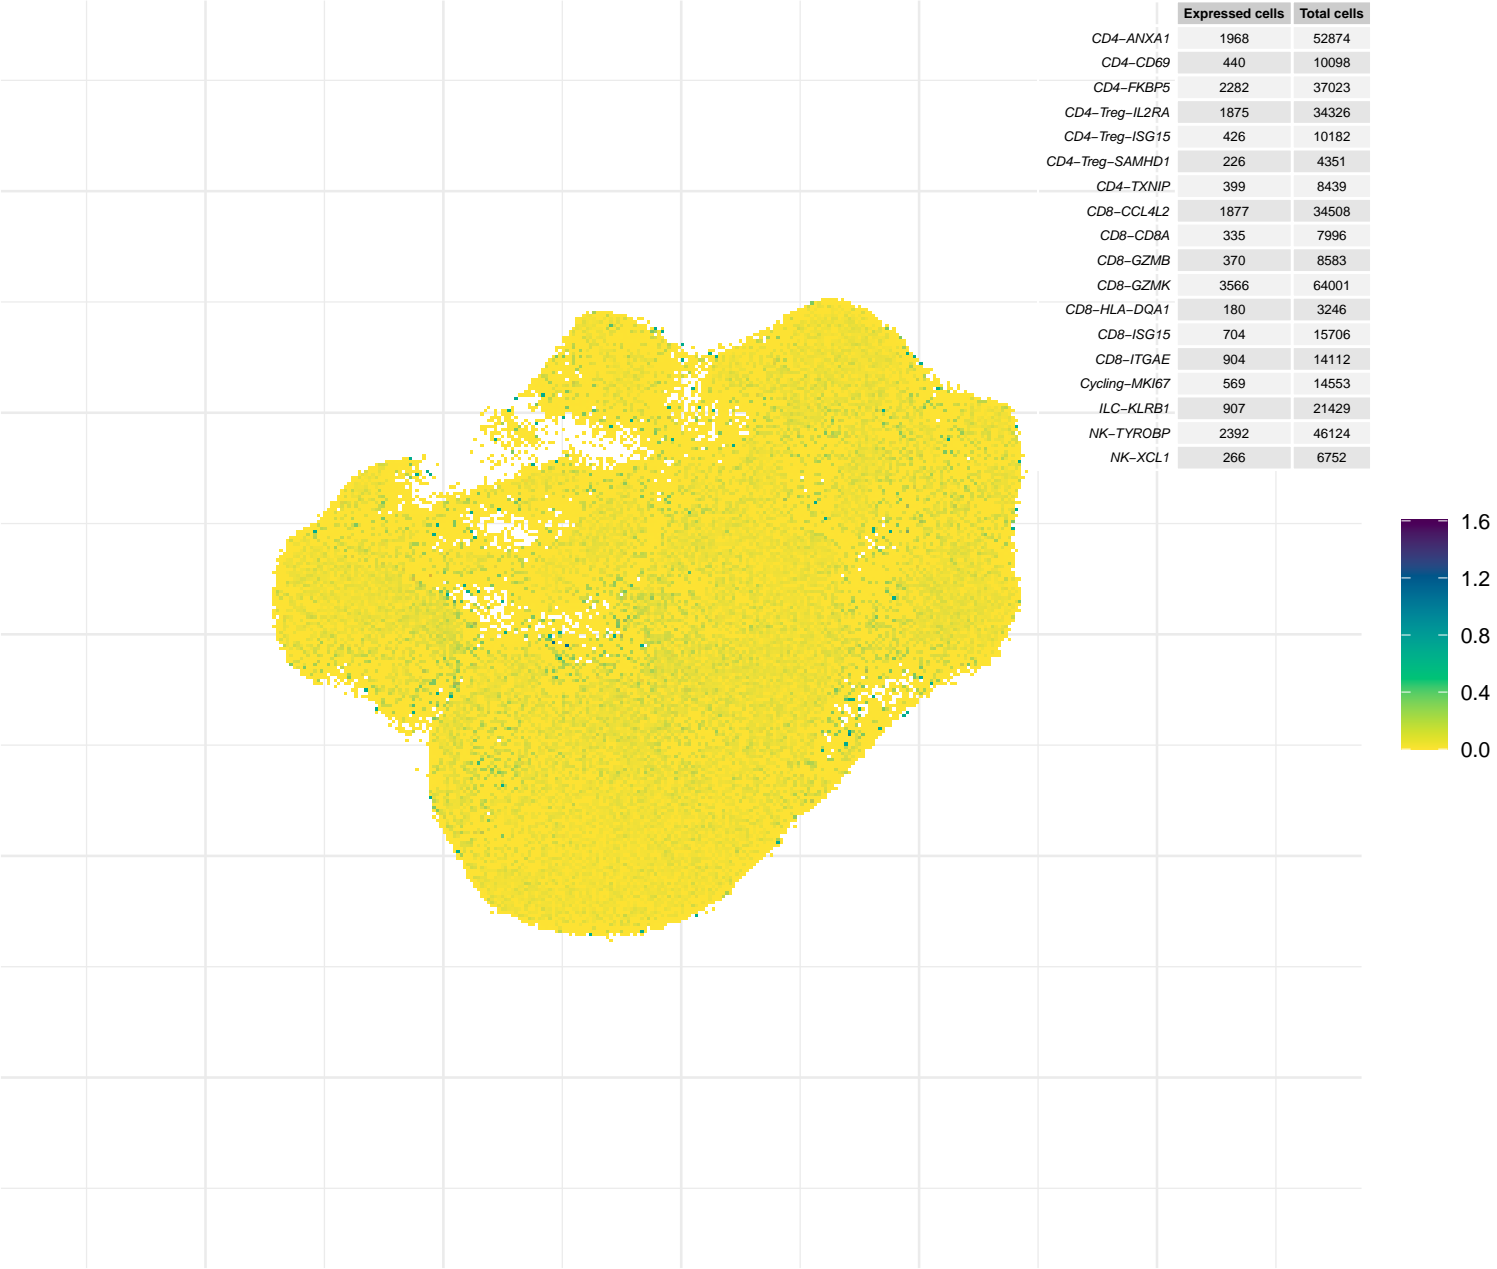 Expressed cells Total cells
CD4−ANXA1 1968 52874
CD4−CD69 440 10098
CD4−FKBP5 2282 37023
CD4−Treg−IL2RA 1875 34326
CD4−Treg−ISG15 426 10182
CD4−Treg−SAMHD1 226 4351
CD4−TXNIP 399 8439
CD8−CCL4L2 1877 34508
CD8−CD8A 335 7996
CD8−GZMB 370 8583
CD8−GZMK 3566 64001
CD8−HLA−DQA1 180 3246
CD8−ISG15 704 15706
CD8−ITGAE 904 14112
Cycling−MKI67 569 14553
ILC−KLRB1 907 21429
NK−TYROBP 2392 46124
NK−XCL1 266 6752
1.6
1.2
0.8
0.4
0.0